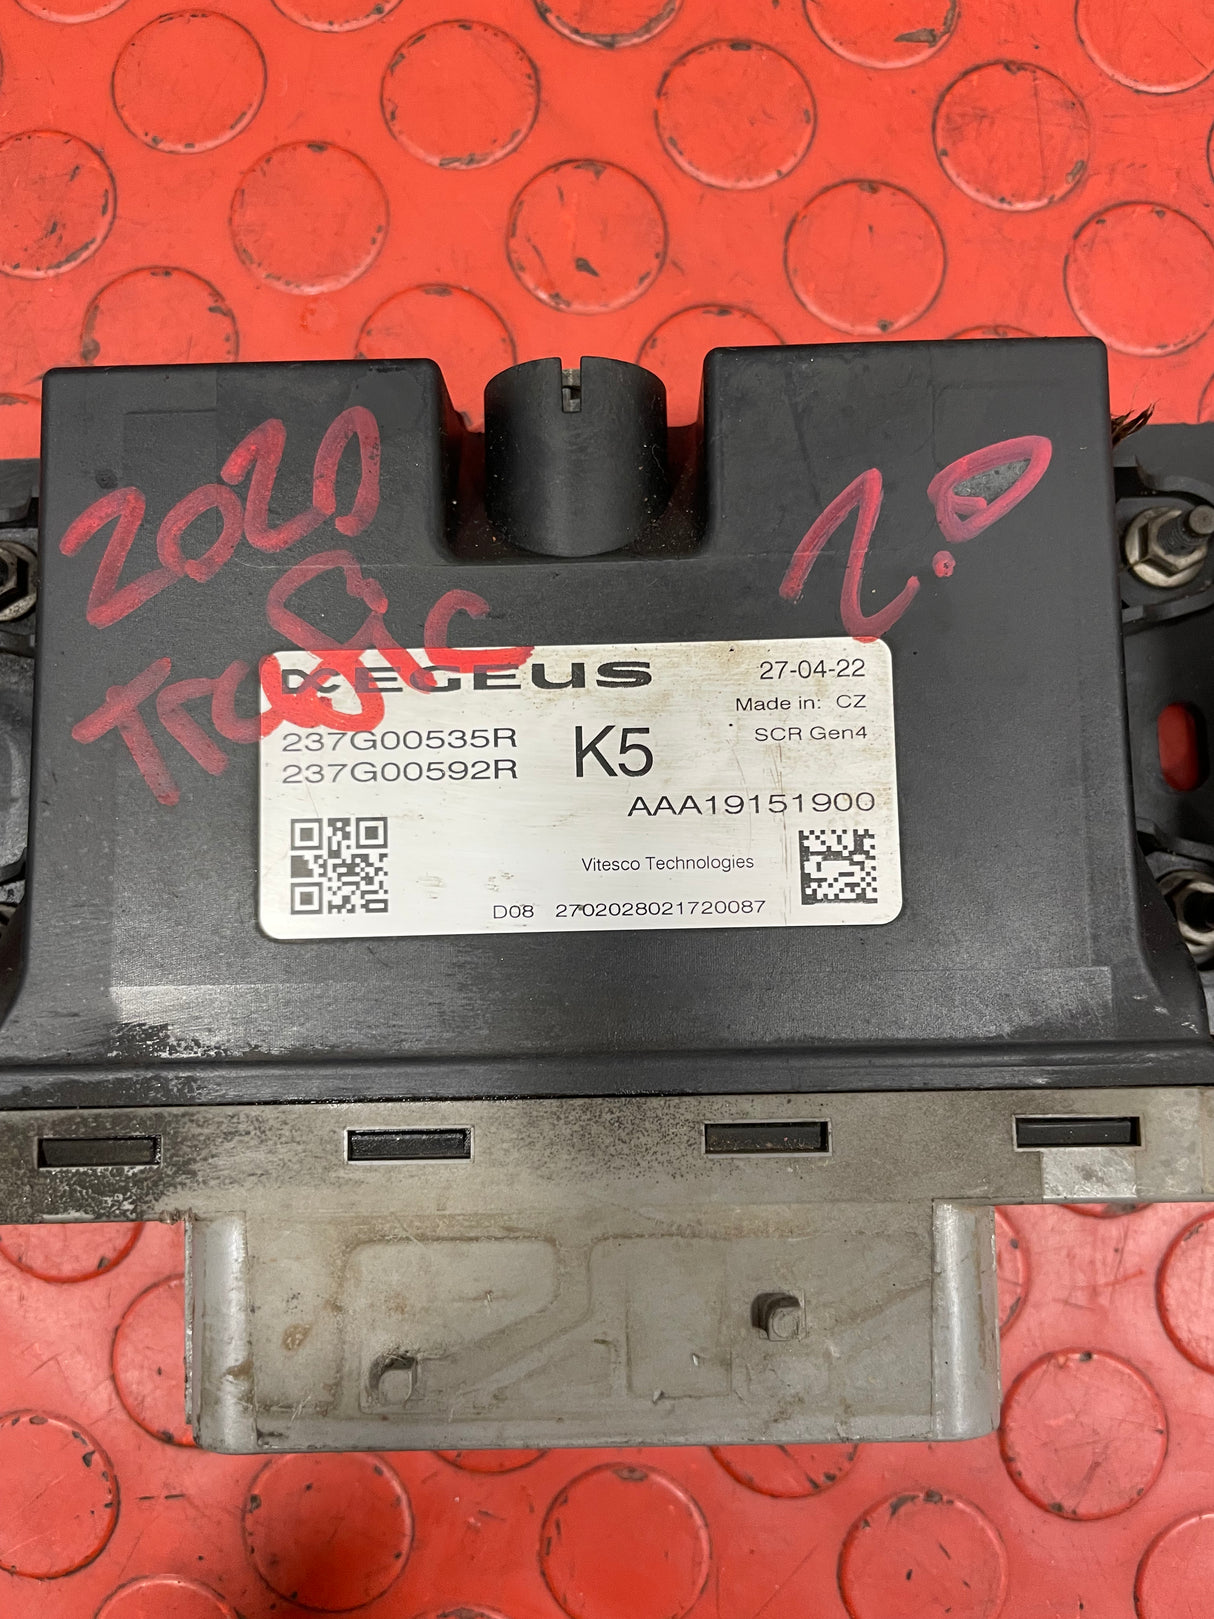 2020
Trafic
2.0
EGEUS
27-04-22
Made in: CZ
237G00535R
K5
SCR Gen4
237G00592R
AAA19151900
Vitesco Technologies
D08 2702028021720087